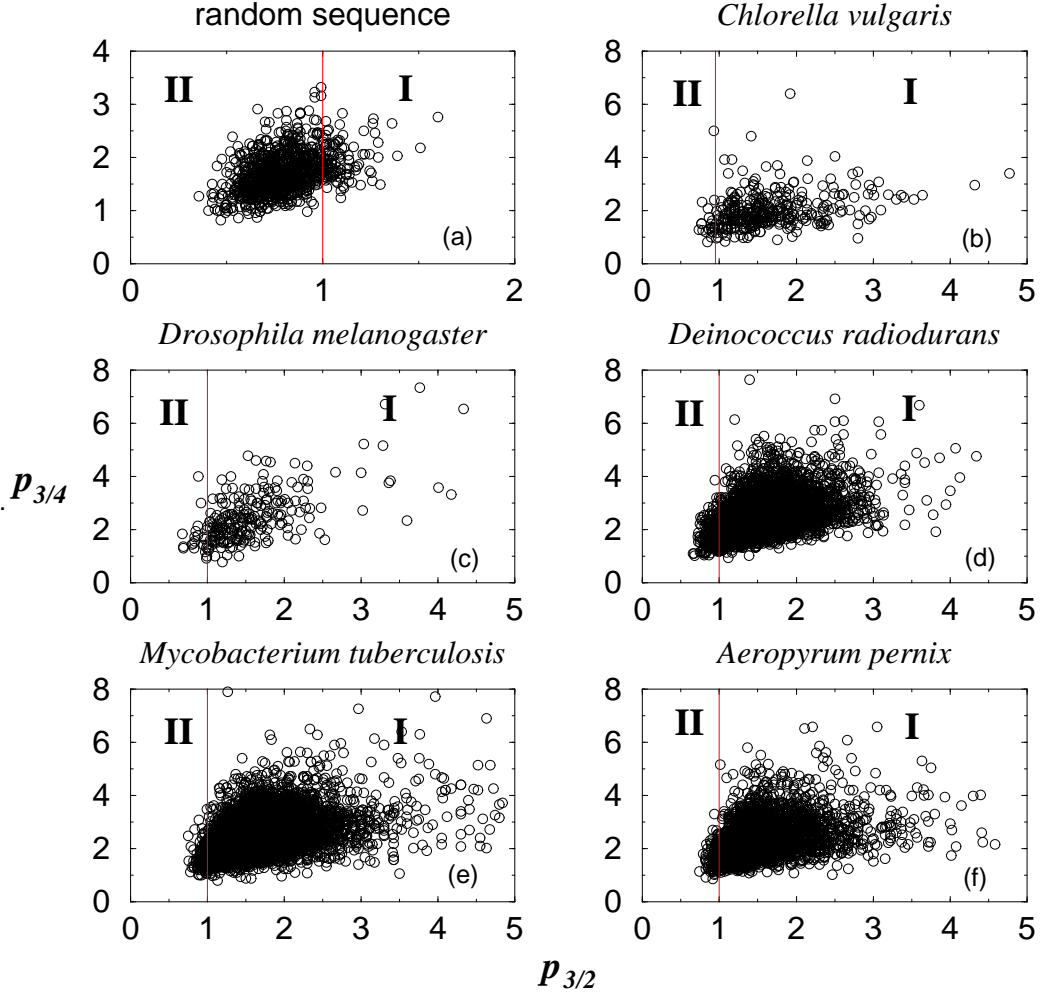 random sequence
Chlorella vulgaris
4
3
2
1
0
II
I
(a)
0
1
2
8
6
4
2
0
II
I
(b)
0
1
2
3
4
5
Drosophila melanogaster
Deinococcus radiodurans
p3/4
8
6
4
2
0
II
I
(c)
0
1
2
3
4
5
8
6
4
2
0
II
I
(d)
0
1
2
3
4
5
Mycobacterium tuberculosis
Aeropyrum pernix
8
6
4
2
0
II
I
(e)
0
1
2
3
4
5
8
6
4
2
0
II
I
(f)
0
1
2
3
4
5
p3/2